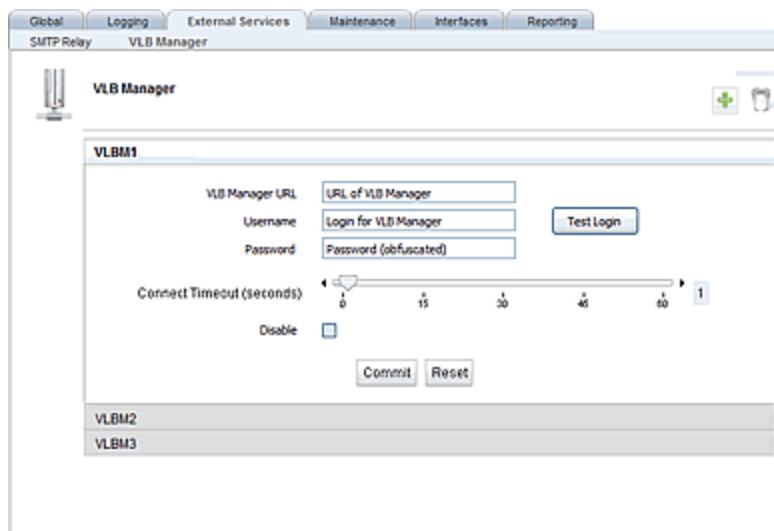 Global Logging External Services Maintenance Interfaces Reporting
SMTP Relay VLB Manager
VLB Manager
VLBM1
VLB Manager URL URL of VLB Manager
Username Login for VLB Manager Test Login
Password Password (obfuscated)
Connect Timeout (seconds) 1
0 15 30 45 60
Disable
Commit Reset
VLBM2
VLBM3